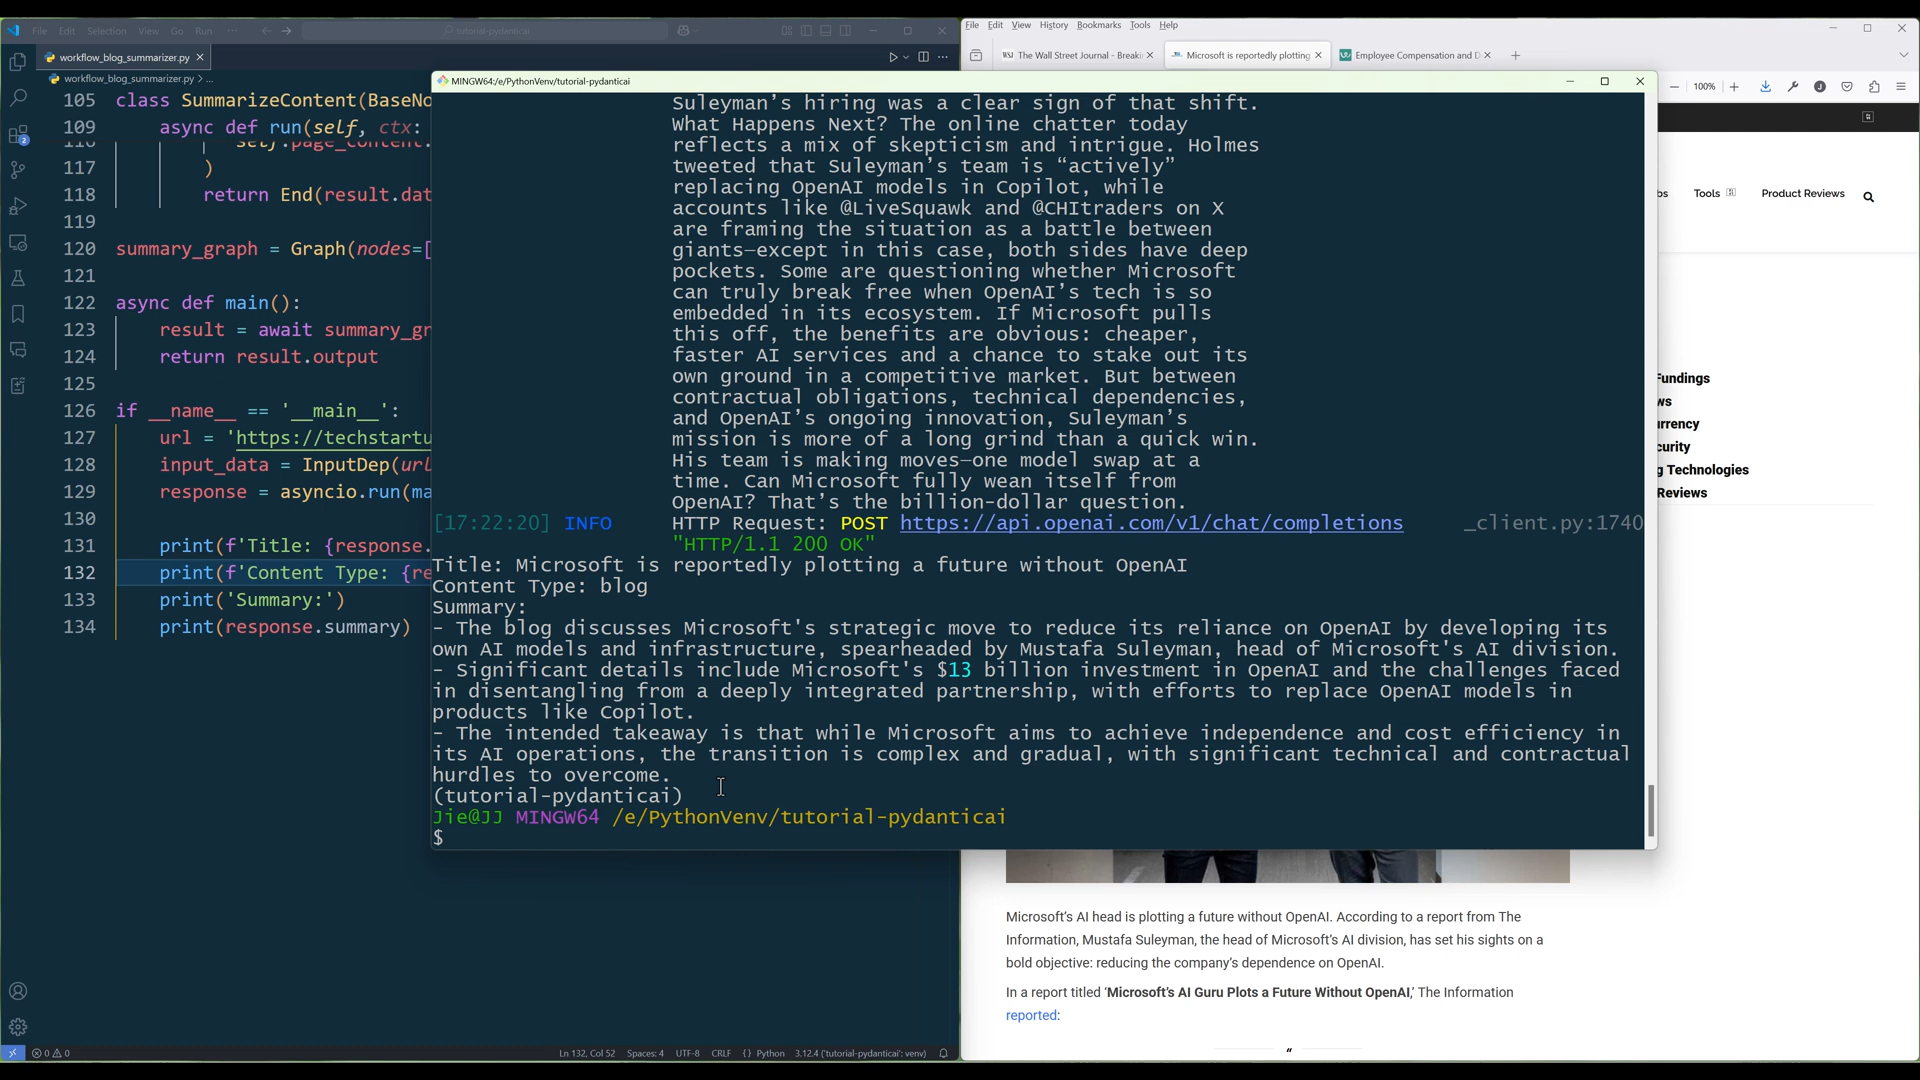 File Edit Selection View Go Run ... tutorial-pydanticai
workflow_blog_summarizer.py
workflow_blog_summarizer.py > ...
105 class SummarizeContent(BaseNo
109 async def run(self, ctx:
116 self.page_content.
117 )
118 return End(result.dat
119
120 summary_graph = Graph(nodes=[
121
122 async def main():
123 result = await summary_gr
124 return result.output
125
126 if __name__ == '__main__':
127 url = 'https://techstartu
128 input_data = InputDep(url
129 response = asyncio.run(ma
130
131 print(f'Title: {response.
132 print(f'Content Type: {re
133 print('Summary:')
134 print(response.summary)
2
0 0 Ln 132, Col 52 Spaces: 4 UTF-8 CRLF {} Python 3.12.4 ('tutorial-pydanticai': venv)
MINGW64:/e/PythonVenv/tutorial-pydanticai
Suleyman’s hiring was a clear sign of that shift.
What Happens Next? The online chatter today
reflects a mix of skepticism and intrigue. Holmes
tweeted that Suleyman’s team is “actively”
replacing OpenAI models in Copilot, while
accounts like @LiveSquawk and @CHItraders on X
are framing the situation as a battle between
giants—except in this case, both sides have deep
pockets. Some are questioning whether Microsoft
can truly break free when OpenAI’s tech is so
embedded in its ecosystem. If Microsoft pulls
this off, the benefits are obvious: cheaper,
faster AI services and a chance to stake out its
own ground in a competitive market. But between
contractual obligations, technical dependencies,
and OpenAI’s ongoing innovation, Suleyman’s
mission is more of a long grind than a quick win.
His team is making moves—one model swap at a
time. Can Microsoft fully wean itself from
OpenAI? That’s the billion-dollar question.
[17:22:20] INFO HTTP Request: POST https://api.openai.com/v1/chat/completions _client.py:1740
"HTTP/1.1 200 OK"
Title: Microsoft is reportedly plotting a future without OpenAI
Content Type: blog
Summary:
- The blog discusses Microsoft's strategic move to reduce its reliance on OpenAI by developing its
own AI models and infrastructure, spearheaded by Mustafa Suleyman, head of Microsoft's AI division.
- Significant details include Microsoft's $13 billion investment in OpenAI and the challenges faced
in disentangling from a deeply integrated partnership, with efforts to replace OpenAI models in
products like Copilot.
- The intended takeaway is that while Microsoft aims to achieve independence and cost efficiency in
its AI operations, the transition is complex and gradual, with significant technical and contractual
hurdles to overcome.
(tutorial-pydanticai)
Jie@JJ MINGW64 /e/PythonVenv/tutorial-pydanticai
$
File Edit View History Bookmarks Tools Help
WSJ The Wall Street Journal - Breaki Microsoft is reportedly plotting Employee Compensation and D
100% J
bs Tools Product Reviews
Fundings
ws
urrency
curity
g Technologies
Reviews
Microsoft’s AI head is plotting a future without OpenAI. According to a report from The
Information, Mustafa Suleyman, the head of Microsoft’s AI division, has set his sights on a
bold objective: reducing the company’s dependence on OpenAI.
In a report titled ‘Microsoft’s AI Guru Plots a Future Without OpenAI,’ The Information
reported:
“